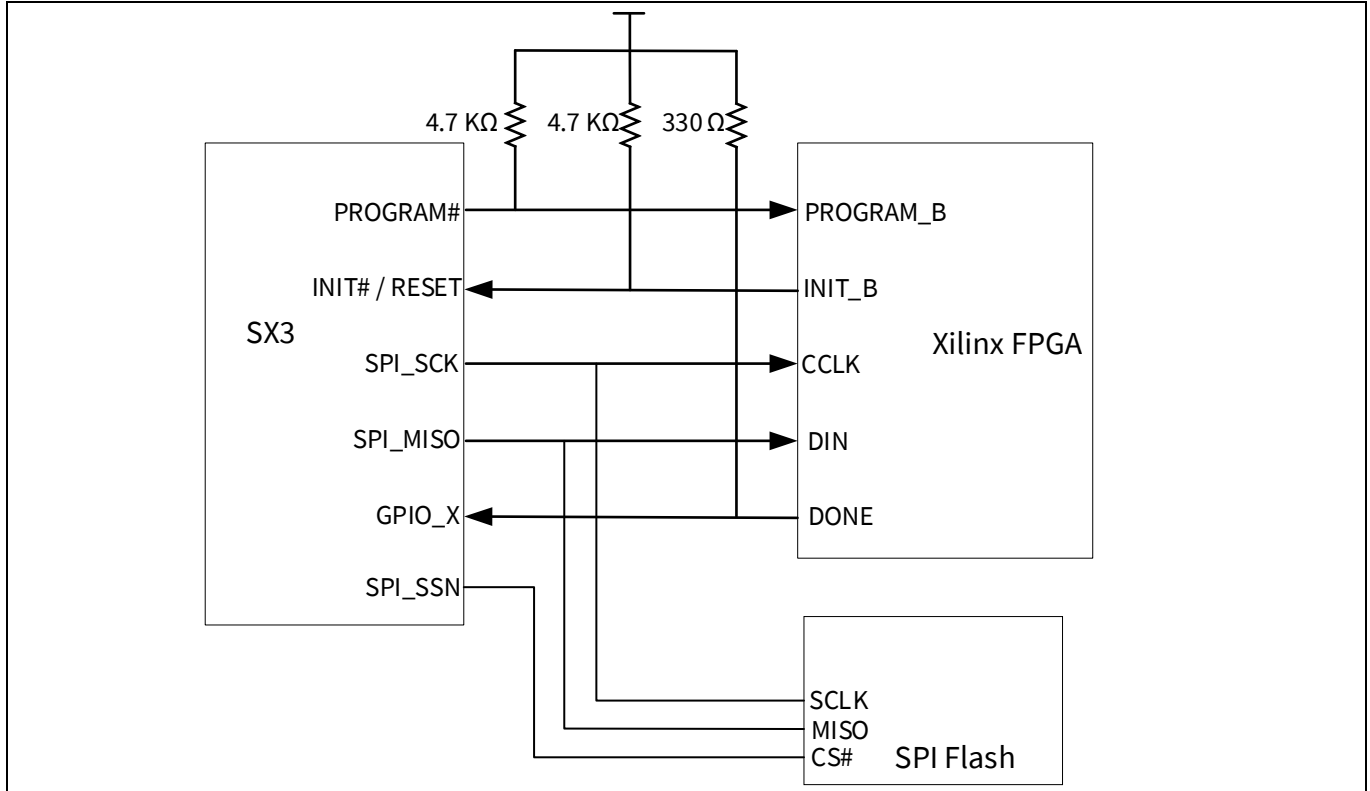 4.7 KΩ 4.7 KΩ 330 Ω
PROGRAM# PROGRAM_B
INIT# / RESET INIT_B
SX3 Xilinx FPGA
SPI_SCK CCLK
SPI_MISO DIN
GPIO_X DONE
SPI_SSN
SCLK
MISO
CS# SPI Flash